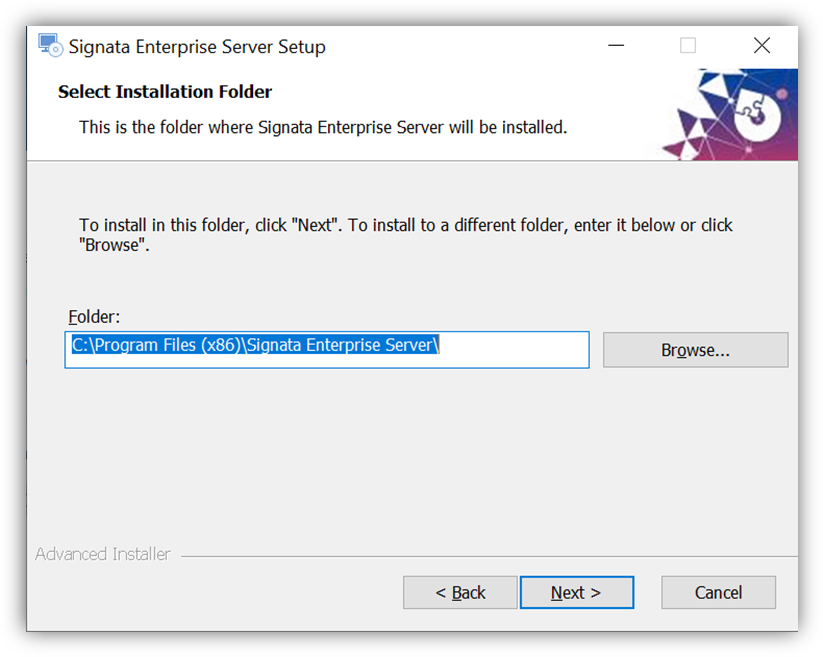 Signata Enterprise Server Setup
Select Installation Folder
This is the folder where Signata Enterprise Server will be installed.
To install in this folder, click "Next". To install to a different folder, enter it below or click
"Browse".
Folder:
C:\Program Files (x86)\Signata Enterprise Server\
Browse...
Advanced Installer
< Back
Next >
Cancel